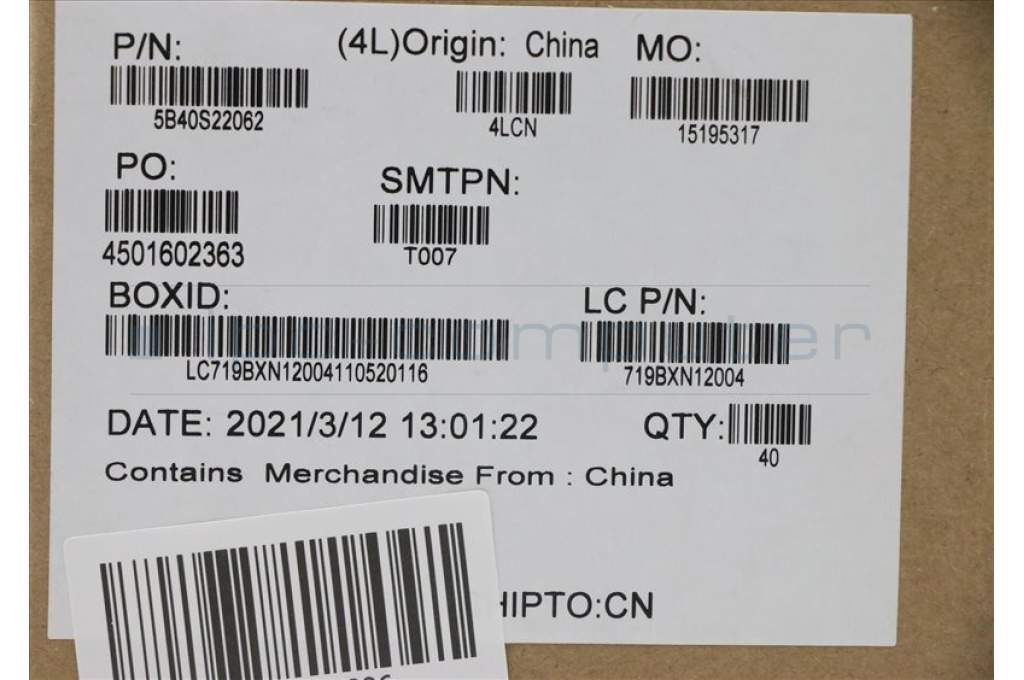 P/N: (4L)Origin: China MO:
5B40S22062 4LCN 15195317
PO: SMTPN:
4501602363 T007
BOXID: LC P/N:
LC719BXN12004110520116 719BXN12004
DATE: 2021/3/12 13:01:22 QTY:
40
Contains Merchandise From : China
HIPTO:CN